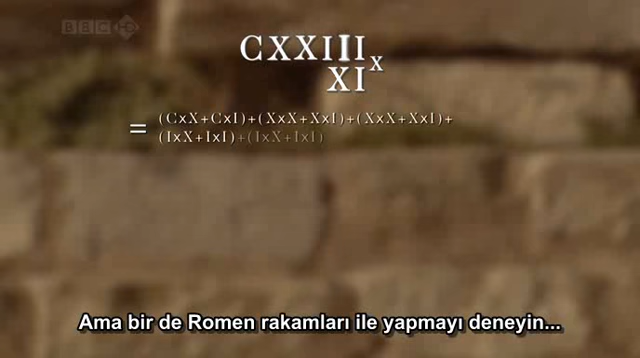 BBC HD
CXXIII
XI x
= (CxX+CxI)+(XxX+XxI)+(XxX+XxI)+
(IxX+IxI)+(IxX+IxI)
Ama bir de Romen rakamları ile yapmayı deneyin...